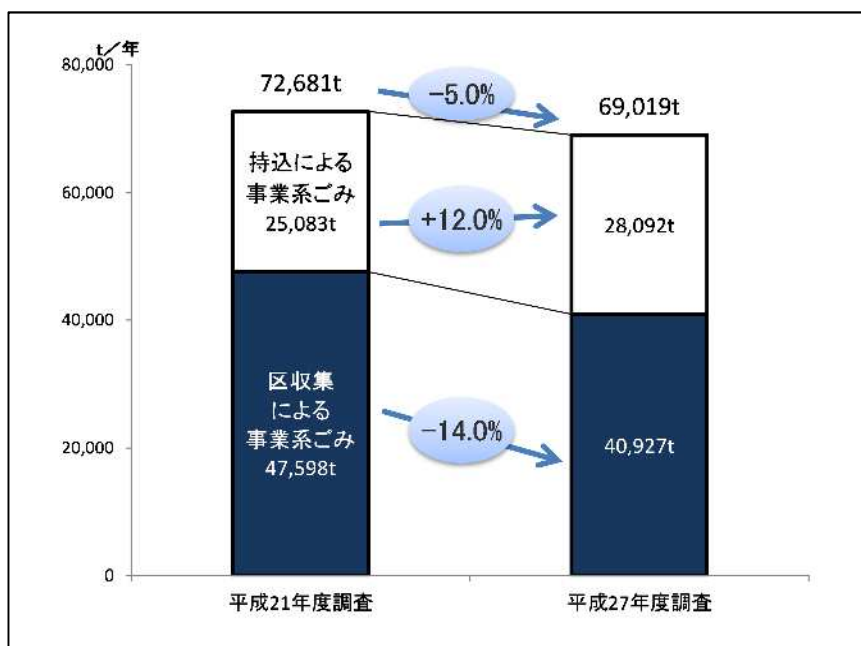 t/年
80,000
72,681t
−5.0%
69,019t
持込による
事業系ごみ
25,083t
+12.0%
28,092t
60,000
40,000
区収集
による
事業系ごみ
47,598t
−14.0%
40,927t
20,000
0
平成21年度調査
平成27年度調査